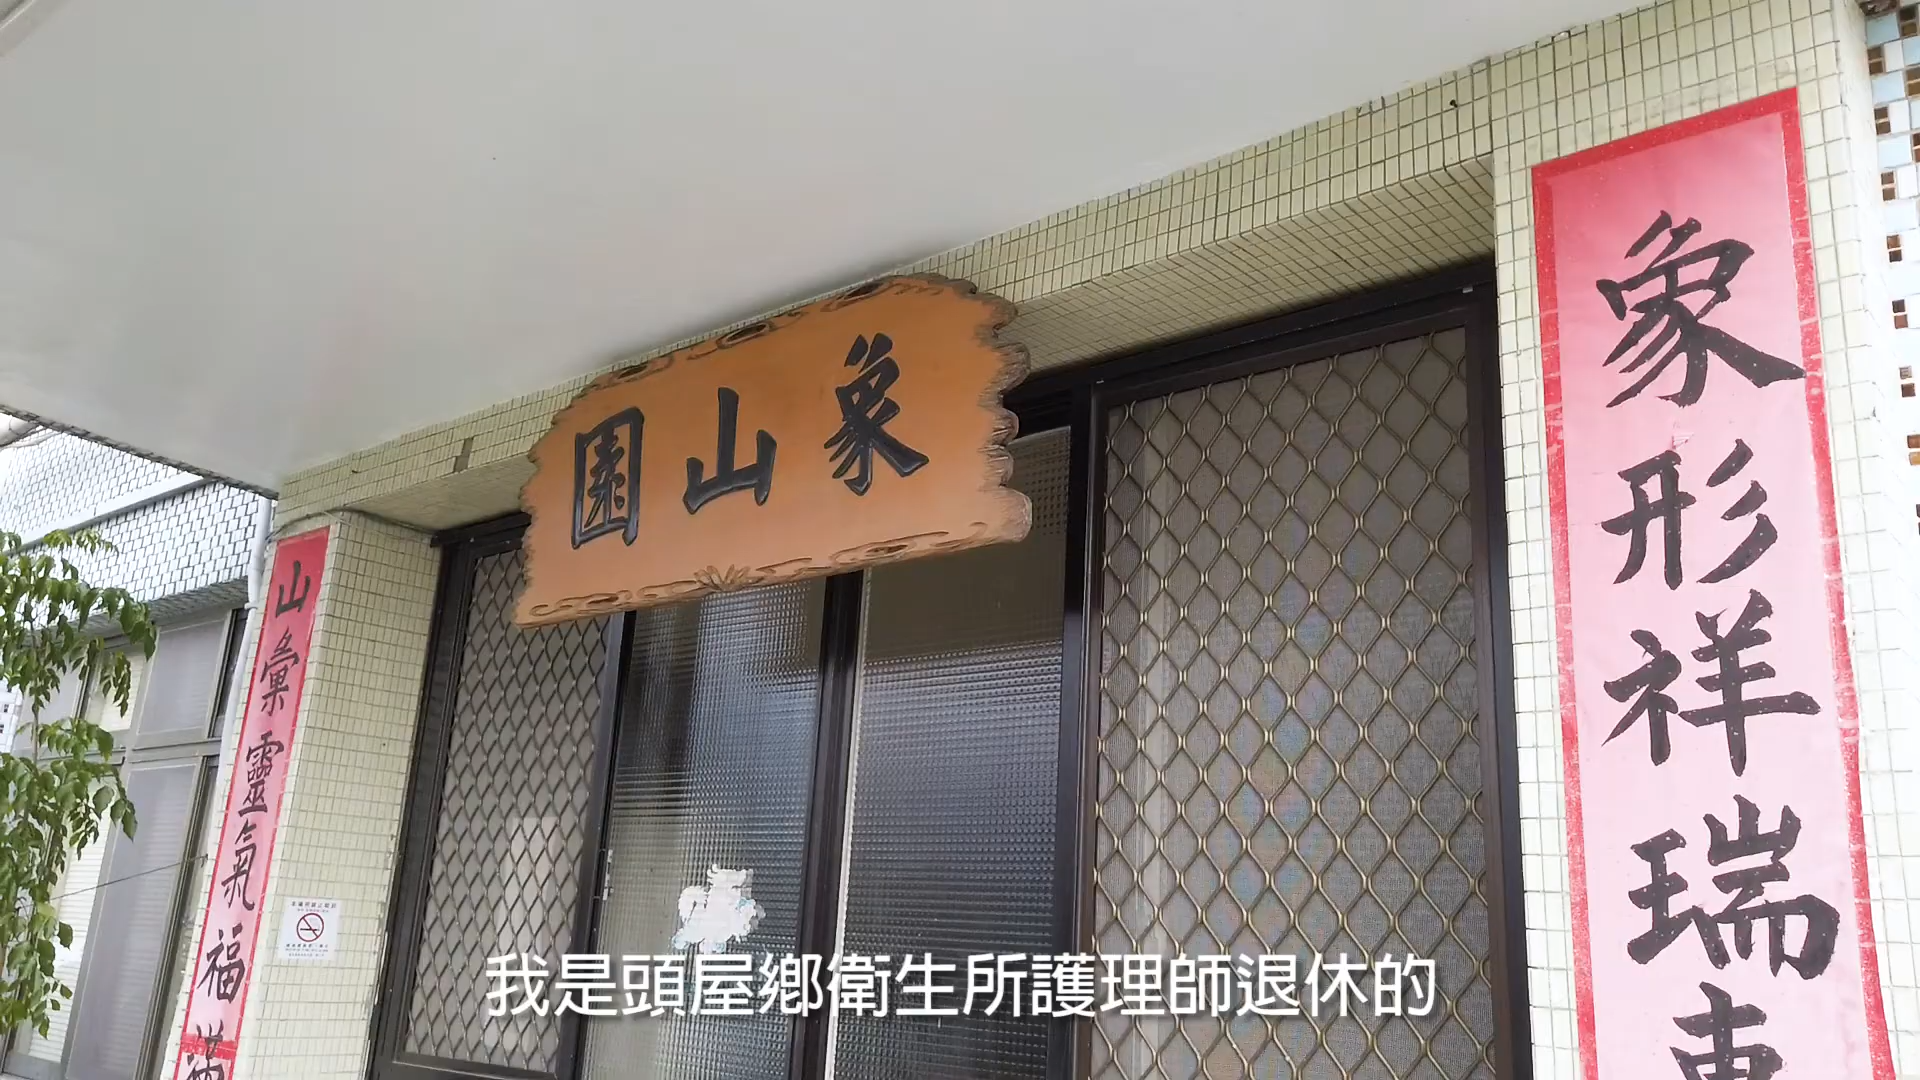 象山園
象形祥瑞
山彙靈氣福滿
我是頭屋鄉衛生所護理師退休的